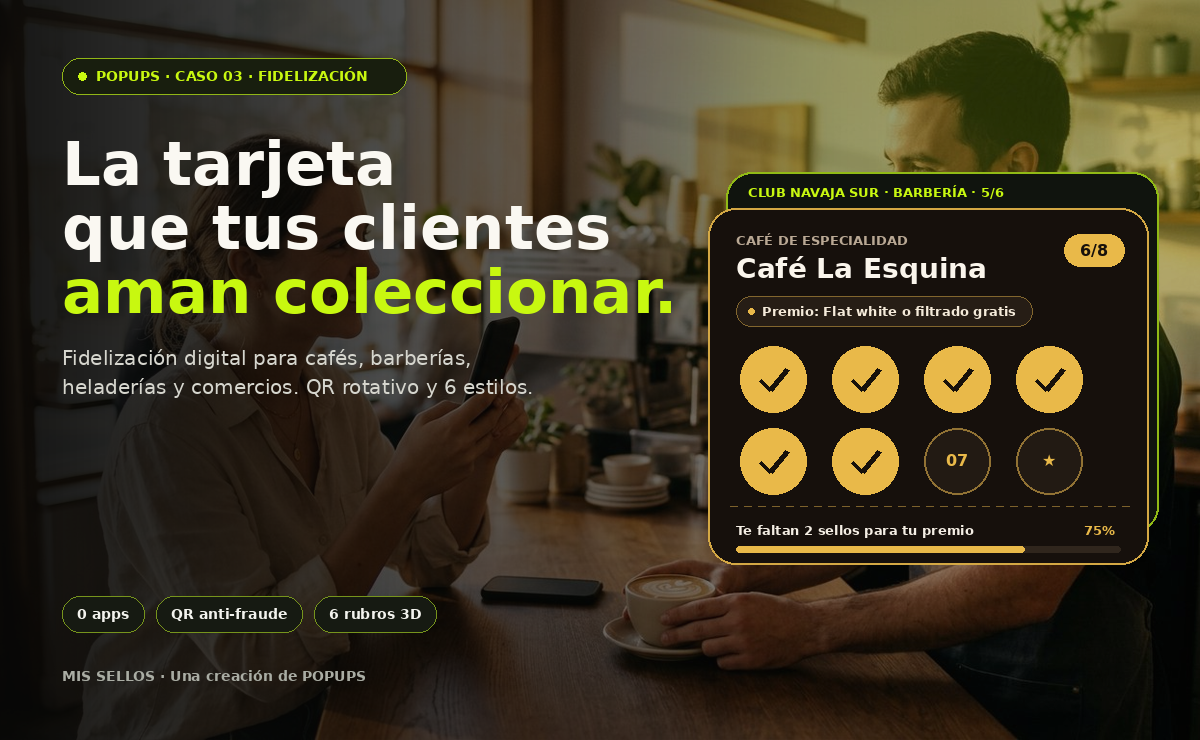 POPUPS · CASO 03 · FIDELIZACIÓN
La tarjeta
que tus clientes
aman coleccionar.
Fidelización digital para cafés, barberías,
heladerías y comercios. QR rotativo y 6 estilos.
0 apps
QR anti-fraude
6 rubros 3D
MIS SELLOS · Una creación de POPUPS
CLUB NAVAJA SUR · BARBERÍA · 5/6
CAFÉ DE ESPECIALIDAD
6/8
Café La Esquina
Premio: Flat white o filtrado gratis
07
★
Te faltan 2 sellos para tu premio
75%